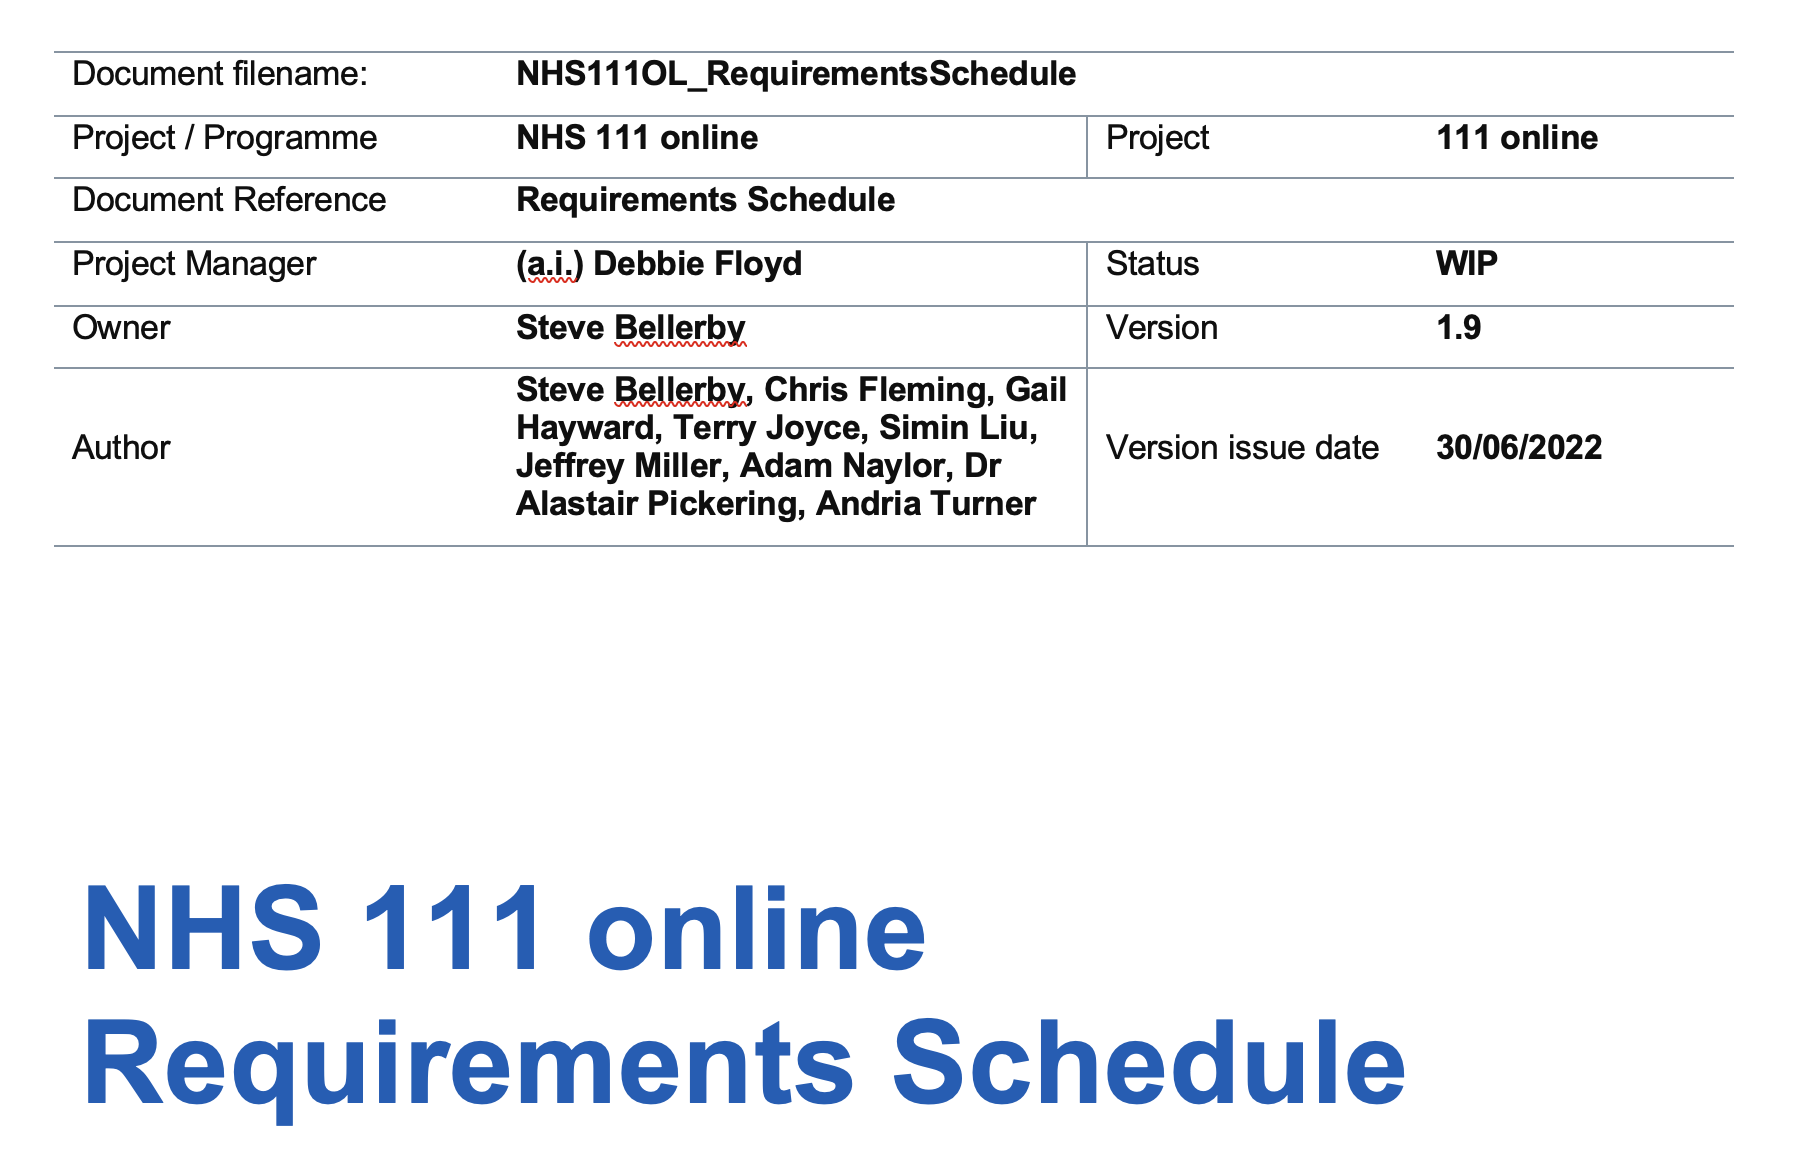 Document filename: NHS111OL_RequirementsSchedule
Project / Programme NHS 111 online Project 111 online
Document Reference Requirements Schedule
Project Manager (a.i.) Debbie Floyd Status WIP
Owner Steve Bellerby Version 1.9
Author Steve Bellerby, Chris Fleming, Gail
Hayward, Terry Joyce, Simin Liu,
Jeffrey Miller, Adam Naylor, Dr
Alastair Pickering, Andria Turner
Version issue date 30/06/2022
NHS 111 online
Requirements Schedule